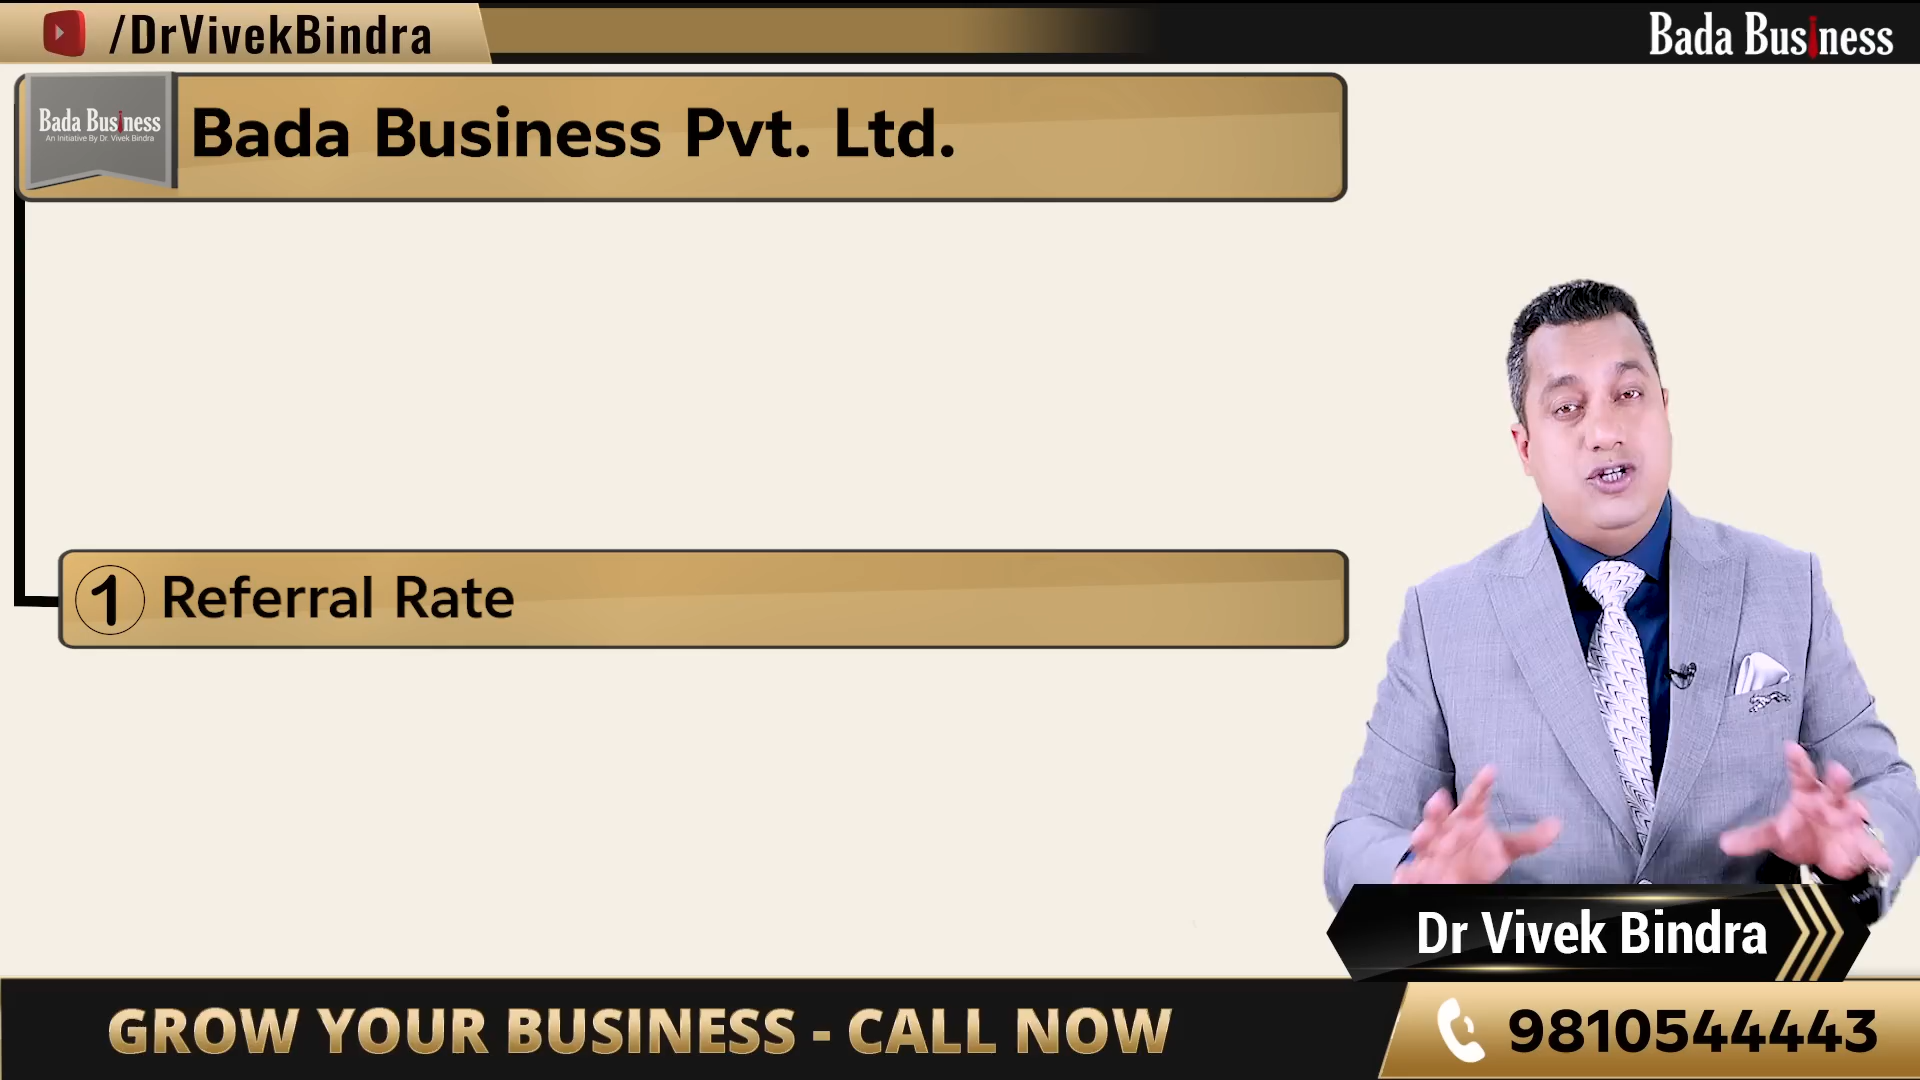 /DrVivekBindra
Bada Business
Bada Business
An Initiative By Dr. Vivek Bindra
Bada Business Pvt. Ltd.
1 Referral Rate
Dr Vivek Bindra
GROW YOUR BUSINESS - CALL NOW
9810544443